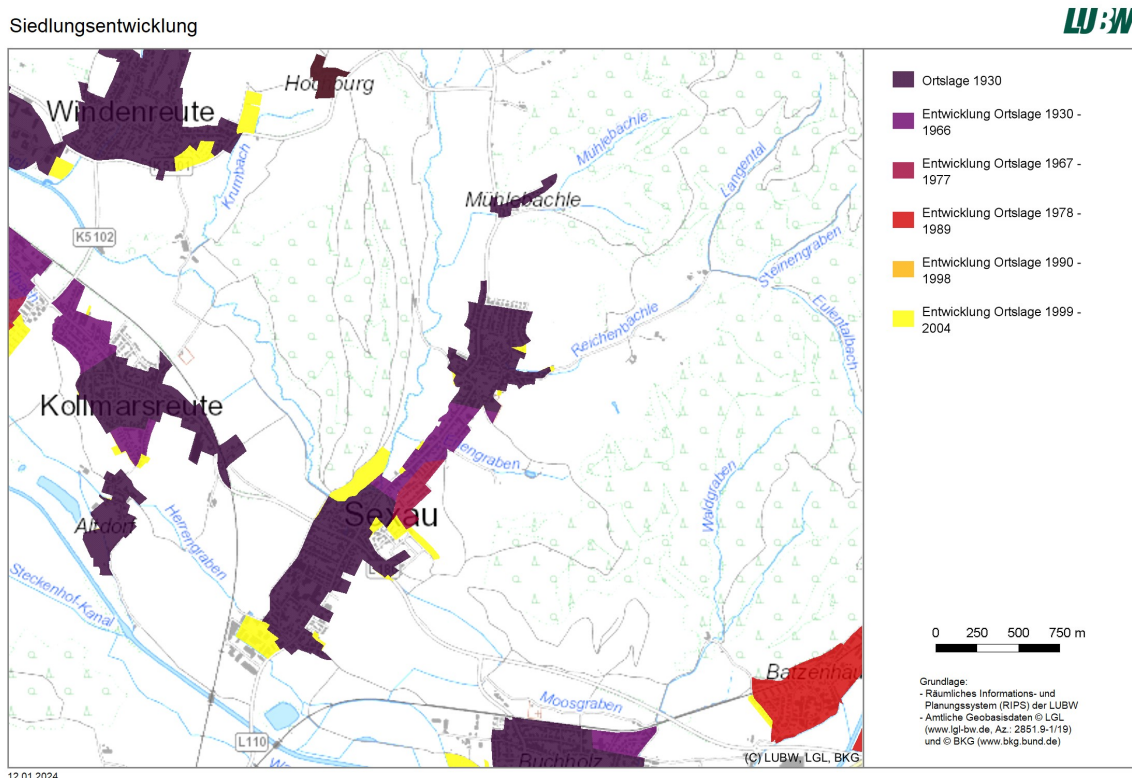 Siedlungsentwicklung
LUBW
Hochburg
Windenreute
Krumbach
Mühlebächle
Langental
Mühlebächle
K5 102
Steinengraben
Eulentalbach
Reichenbächle
Kollmarsreute
engraben
Sexau
Waldgraben
Altdorf
Herrengraben
Steckenhof-Kanal
Batzenhäu
Moosgraben
L110
Buchholz
(C) LUBW, LGL, BKG
12.01.2024
Ortslage 1930
Entwicklung Ortslage 1930 -
1966
Entwicklung Ortslage 1967 -
1977
Entwicklung Ortslage 1978 -
1989
Entwicklung Ortslage 1990 -
1998
Entwicklung Ortslage 1999 -
2004
0 250 500 750 m
Grundlage:
- Räumliches Informations- und
Planungssystem (RIPS) der LUBW
- Amtliche Geobasisdaten © LGL
(www.lgl-bw.de, Az.: 2851.9-1/19)
und © BKG (www.bkg.bund.de)